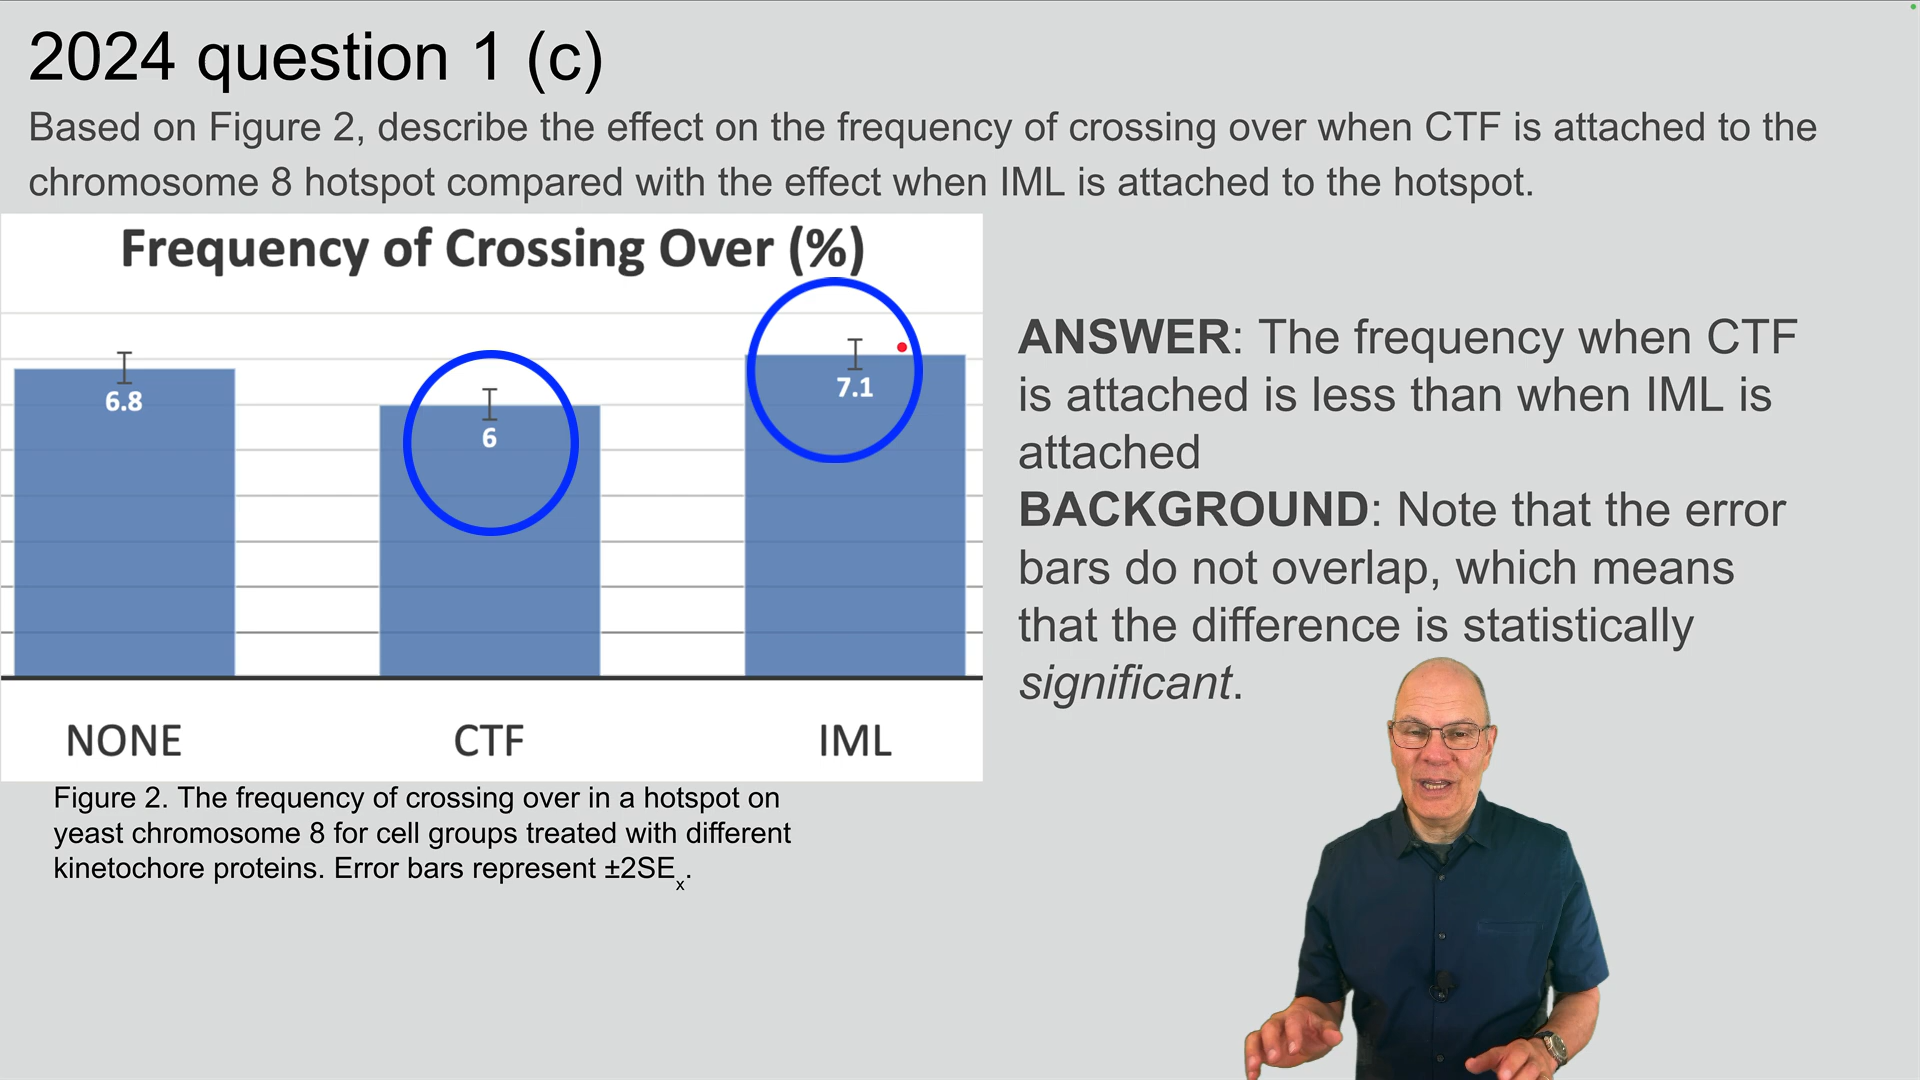 2024 question 1 (c)
Based on Figure 2, describe the effect on the frequency of crossing over when CTF is attached to the
chromosome 8 hotspot compared with the effect when IML is attached to the hotspot.
Frequency of Crossing Over (%)
6.8
6
7.1
NONE
CTF
IML
Figure 2. The frequency of crossing over in a hotspot on
yeast chromosome 8 for cell groups treated with different
kinetochore proteins. Error bars represent ±2SEx.
ANSWER: The frequency when CTF
is attached is less than when IML is
attached
BACKGROUND: Note that the error
bars do not overlap, which means
that the difference is statistically
significant.